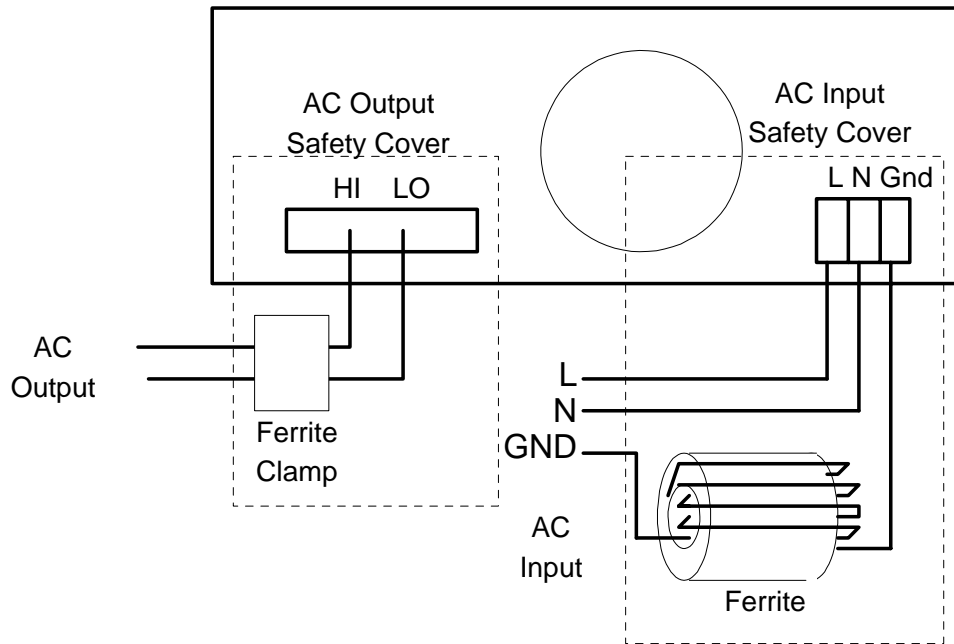 AC Output
Safety Cover
HI LO
AC Input
Safety Cover
L N Gnd
AC
Output
Ferrite
Clamp
L
N
GND
AC
Input
Ferrite